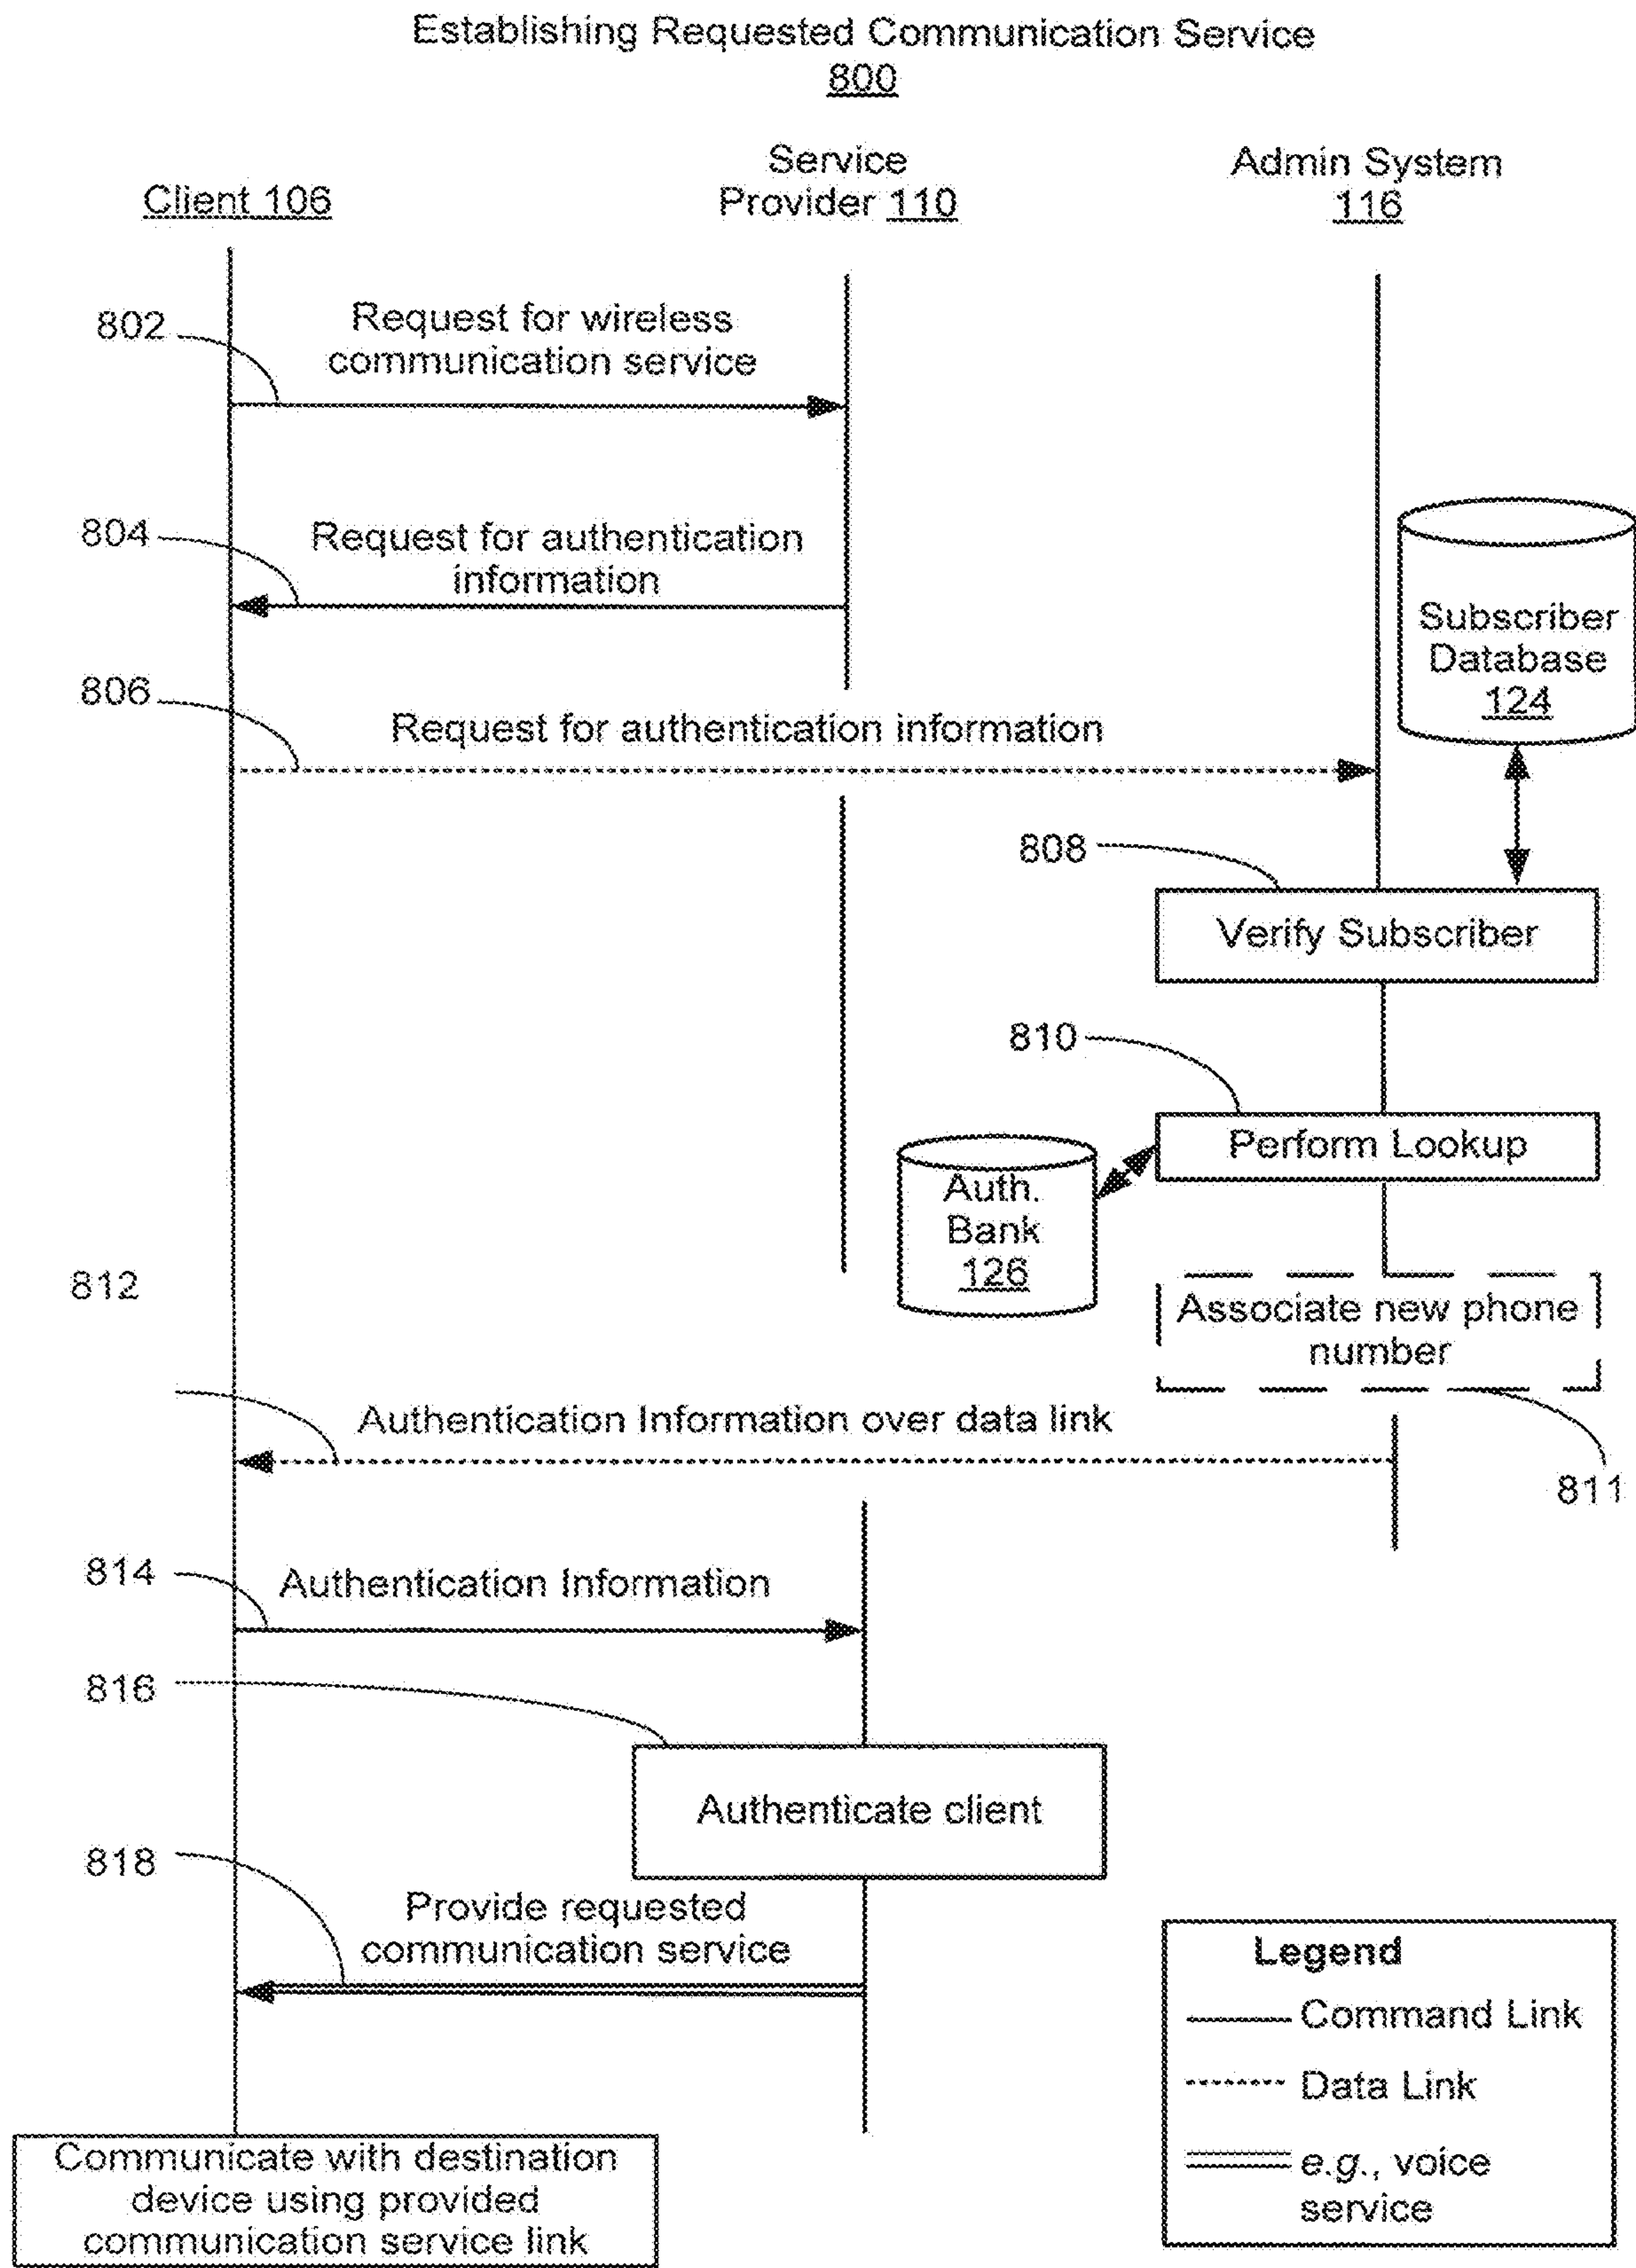 Establishing Requested Communication Service
800
Client 106
Service
Provider 110
Admin System
116
802
Request for wireless
communication service
804
Request for authentication
information
Subscriber
Database
124
806
Request for authentication information
808
Verify Subscriber
810
Perform Lookup
Auth.
Bank
126
812
Associate new phone
number
Authentication Information over data link
811
814
Authentication Information
816
Authenticate client
818
Provide requested
communication service
Legend
Command Link
Data Link
e.g., voice
service
Communicate with destination
device using provided
communication service link